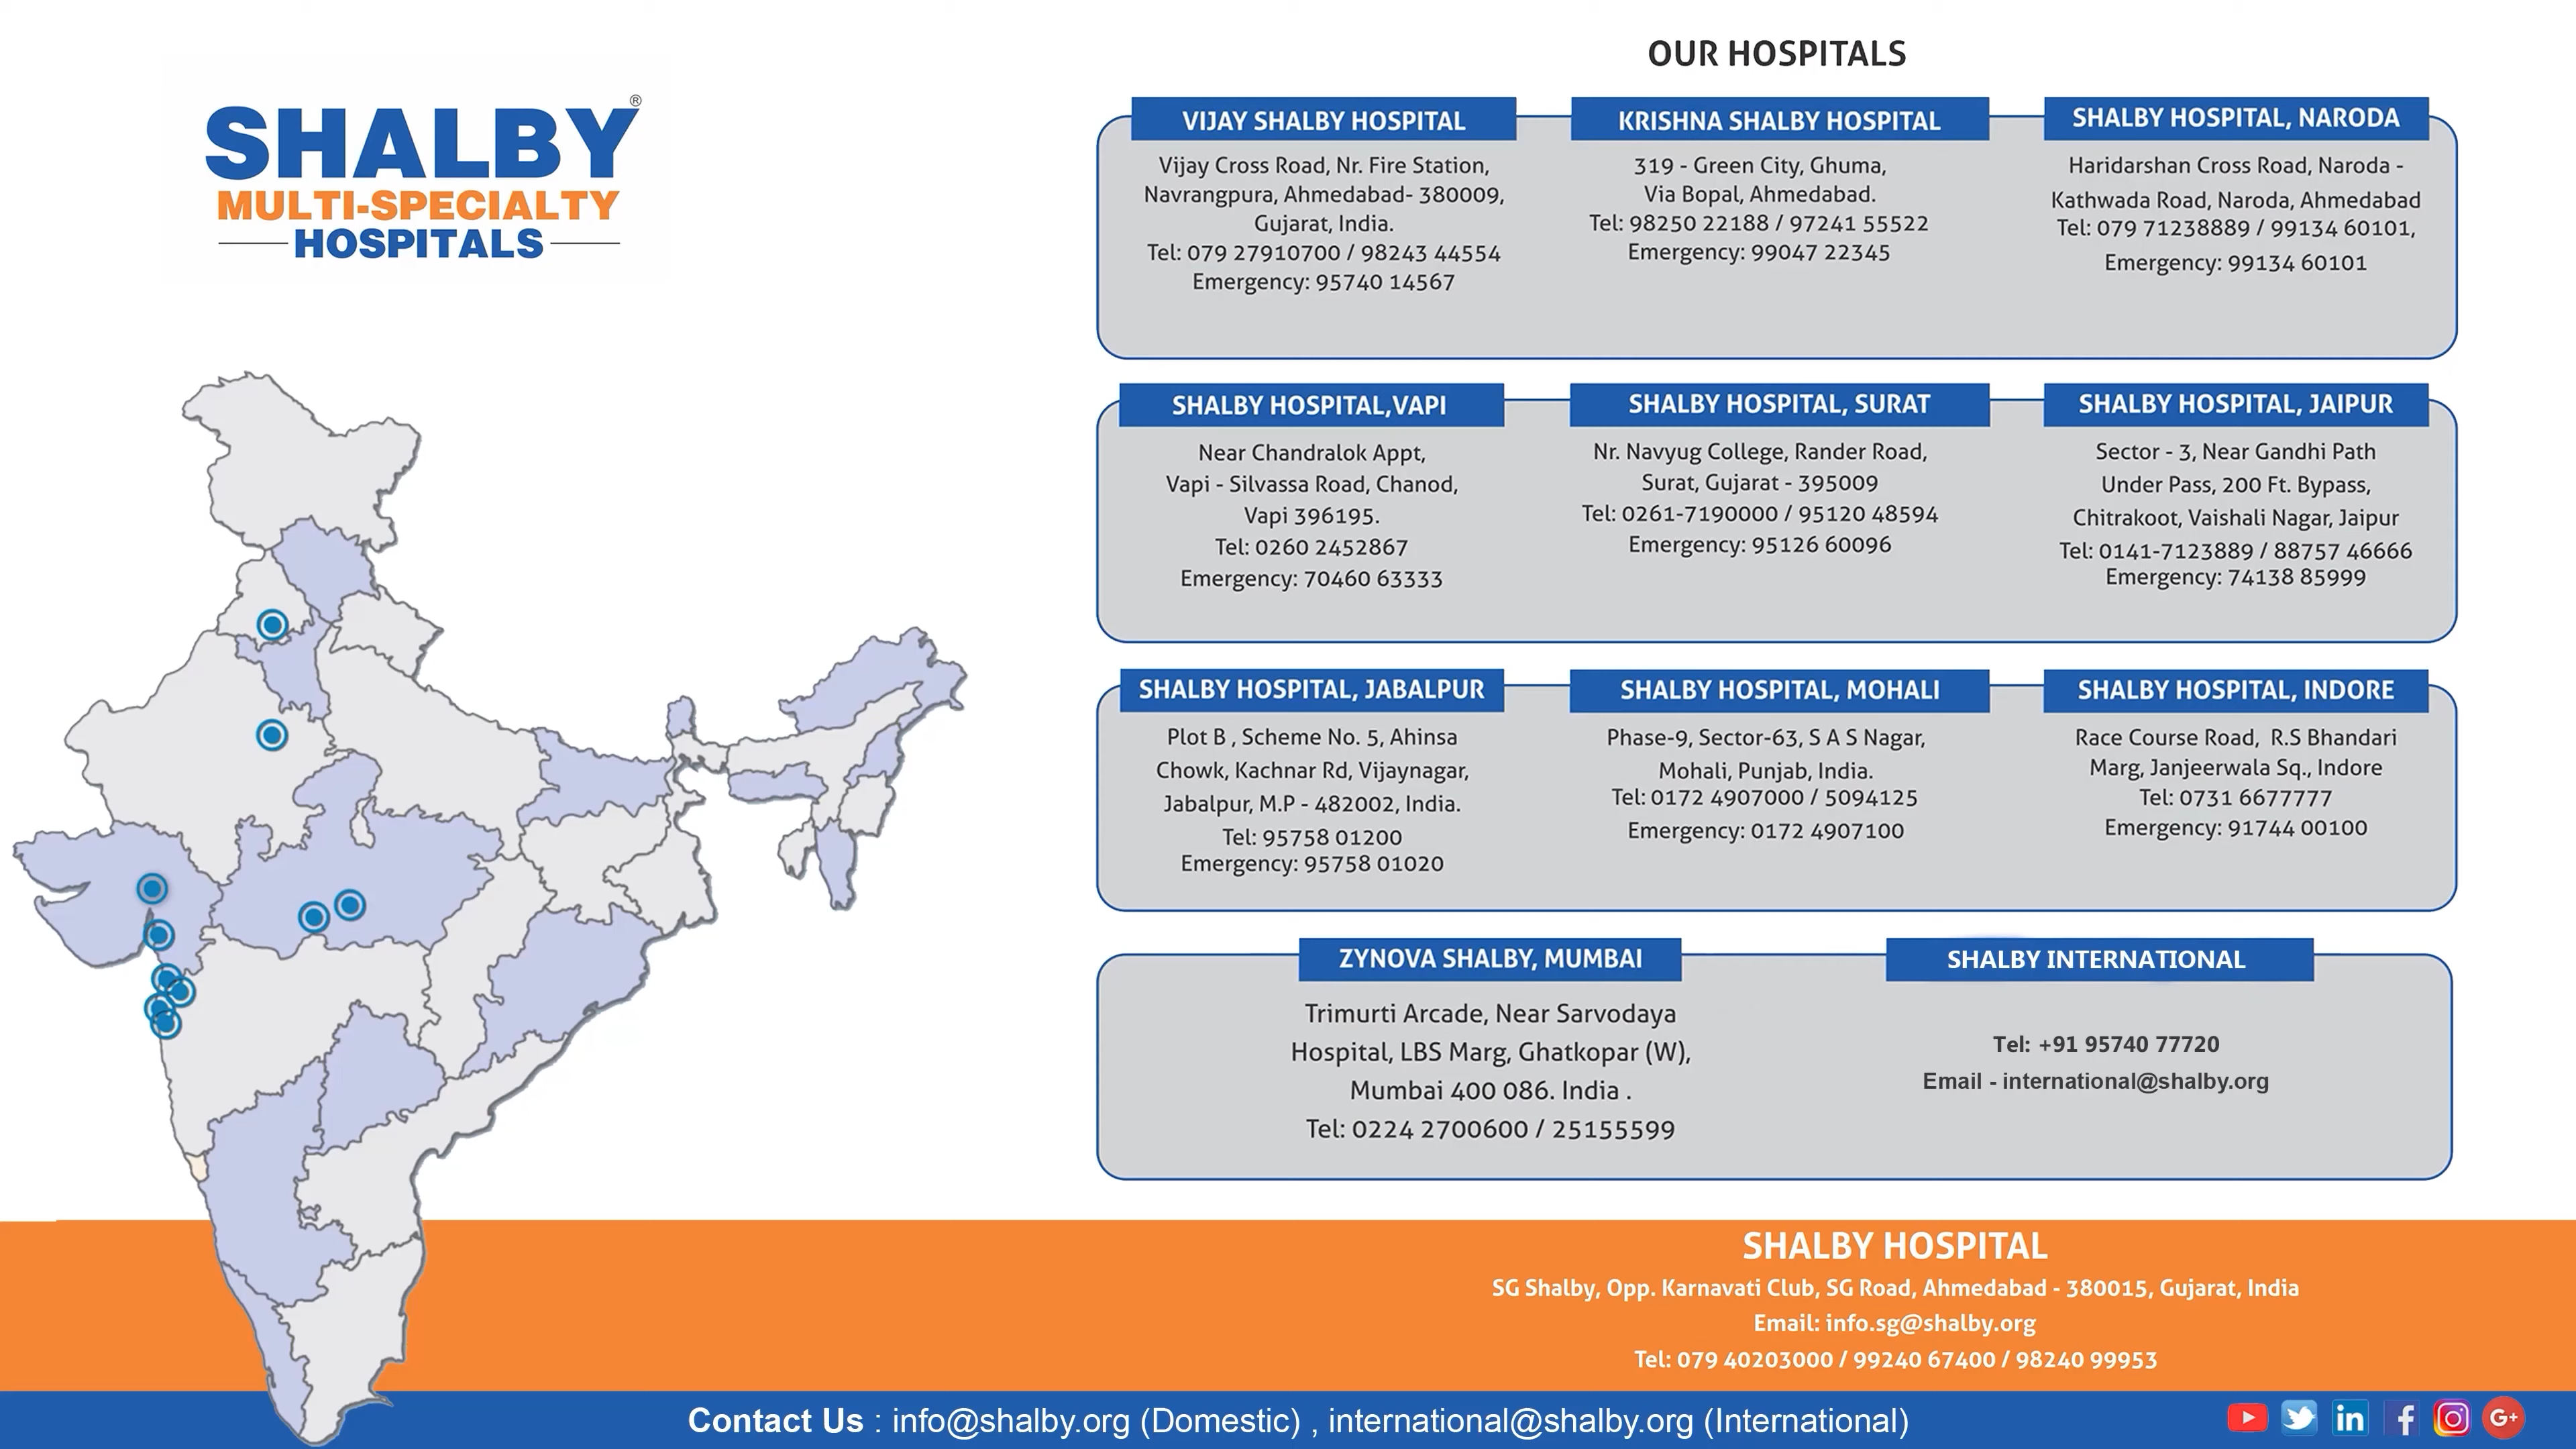 SHALBY®
MULTI-SPECIALTY
HOSPITALS
OUR HOSPITALS
VIJAY SHALBY HOSPITAL
Vijay Cross Road, Nr. Fire Station,
Navrangpura, Ahmedabad- 380009,
Gujarat, India.
Tel: 079 27910700 / 98243 44554
Emergency: 95740 14567
KRISHNA SHALBY HOSPITAL
319 - Green City, Ghuma,
Via Bopal, Ahmedabad.
Tel: 98250 22188 / 97241 55522
Emergency: 99047 22345
SHALBY HOSPITAL, NARODA
Haridarshan Cross Road, Naroda -
Kathwada Road, Naroda, Ahmedabad
Tel: 079 71238889 / 99134 60101,
Emergency: 99134 60101
SHALBY HOSPITAL,VAPI
Near Chandralok Appt,
Vapi - Silvassa Road, Chanod,
Vapi 396195.
Tel: 0260 2452867
Emergency: 70460 63333
SHALBY HOSPITAL, SURAT
Nr. Navyug College, Rander Road,
Surat, Gujarat - 395009
Tel: 0261-7190000 / 95120 48594
Emergency: 95126 60096
SHALBY HOSPITAL, JAIPUR
Sector - 3, Near Gandhi Path
Under Pass, 200 Ft. Bypass,
Chitrakoot, Vaishali Nagar, Jaipur
Tel: 0141-7123889 / 88757 46666
Emergency: 74138 85999
SHALBY HOSPITAL, JABALPUR
Plot B , Scheme No. 5, Ahinsa
Chowk, Kachnar Rd, Vijaynagar,
Jabalpur, M.P - 482002, India.
Tel: 95758 01200
Emergency: 95758 01020
SHALBY HOSPITAL, MOHALI
Phase-9, Sector-63, S A S Nagar,
Mohali, Punjab, India.
Tel: 0172 4907000 / 5094125
Emergency: 0172 4907100
SHALBY HOSPITAL, INDORE
Race Course Road, R.S Bhandari
Marg, Janjeerwala Sq., Indore
Tel: 0731 6677777
Emergency: 91744 00100
ZYNOVA SHALBY, MUMBAI
Trimurti Arcade, Near Sarvodaya
Hospital, LBS Marg, Ghatkopar (W),
Mumbai 400 086. India .
Tel: 0224 2700600 / 25155599
SHALBY INTERNATIONAL
Tel: +91 95740 77720
Email - international@shalby.org
SHALBY HOSPITAL
SG Shalby, Opp. Karnavati Club, SG Road, Ahmedabad - 380015, Gujarat, India
Email: info.sg@shalby.org
Tel: 079 40203000 / 99240 67400 / 98240 99953
Contact Us : info@shalby.org (Domestic) , international@shalby.org (International)